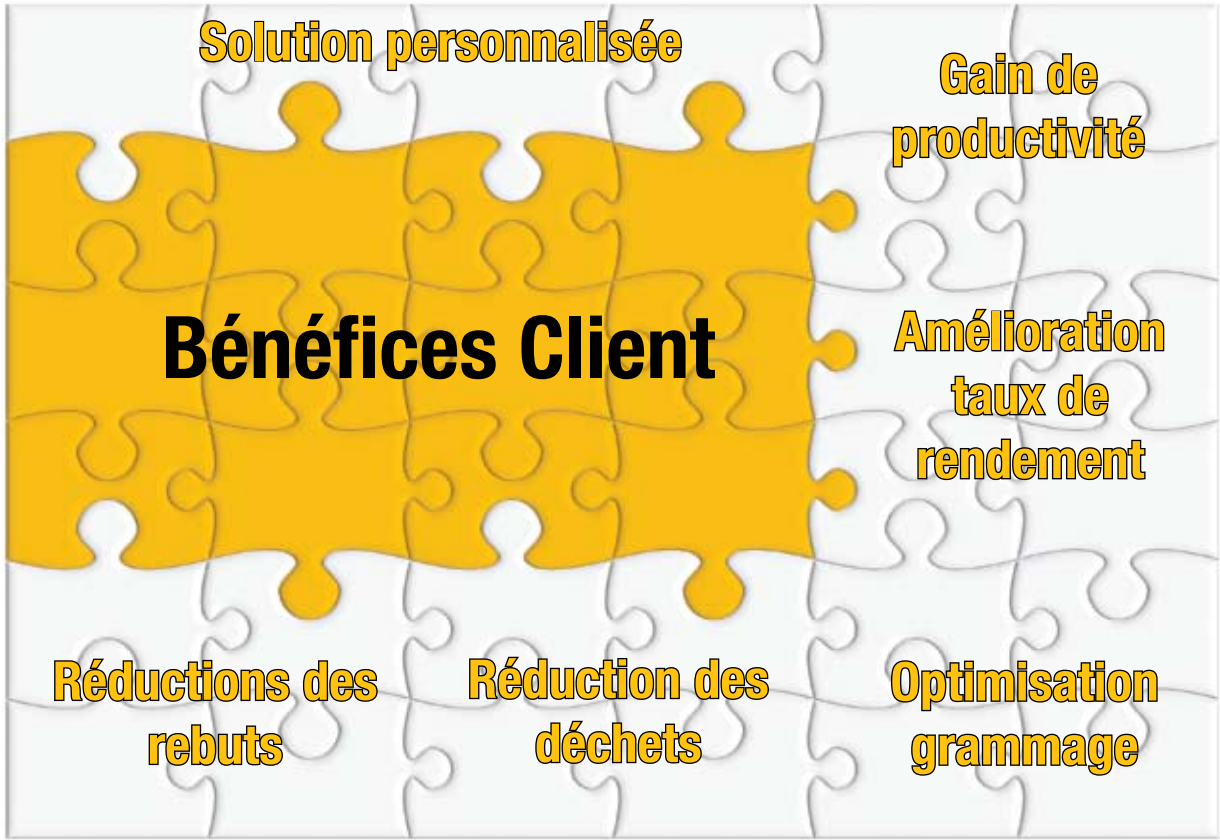 Solution personnalisée
Gain de
productivité
Bénéfices Client
Amélioration
taux de
rendement
Réductions des
rebuts
Réduction des
déchets
Optimisation
grammage